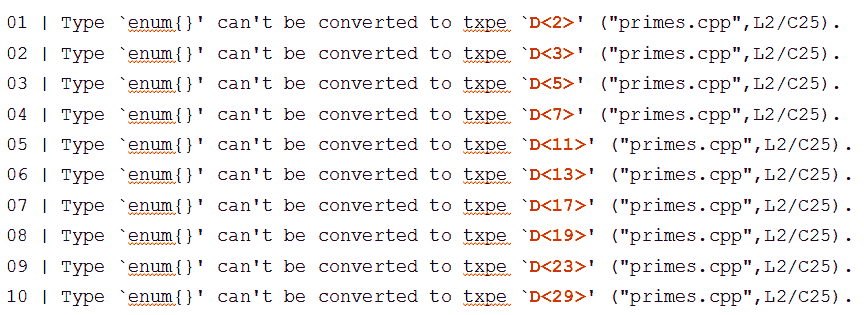 01 | Type `enum{}' can't be converted to txpe `D<2>' ("primes.cpp",L2/C25).
02 | Type `enum{}' can't be converted to txpe `D<3>' ("primes.cpp",L2/C25).
03 | Type `enum{}' can't be converted to txpe `D<5>' ("primes.cpp",L2/C25).
04 | Type `enum{}' can't be converted to txpe `D<7>' ("primes.cpp",L2/C25).
05 | Type `enum{}' can't be converted to txpe `D<11>' ("primes.cpp",L2/C25).
06 | Type `enum{}' can't be converted to txpe `D<13>' ("primes.cpp",L2/C25).
07 | Type `enum{}' can't be converted to txpe `D<17>' ("primes.cpp",L2/C25).
08 | Type `enum{}' can't be converted to txpe `D<19>' ("primes.cpp",L2/C25).
09 | Type `enum{}' can't be converted to txpe `D<23>' ("primes.cpp",L2/C25).
10 | Type `enum{}' can't be converted to txpe `D<29>' ("primes.cpp",L2/C25).